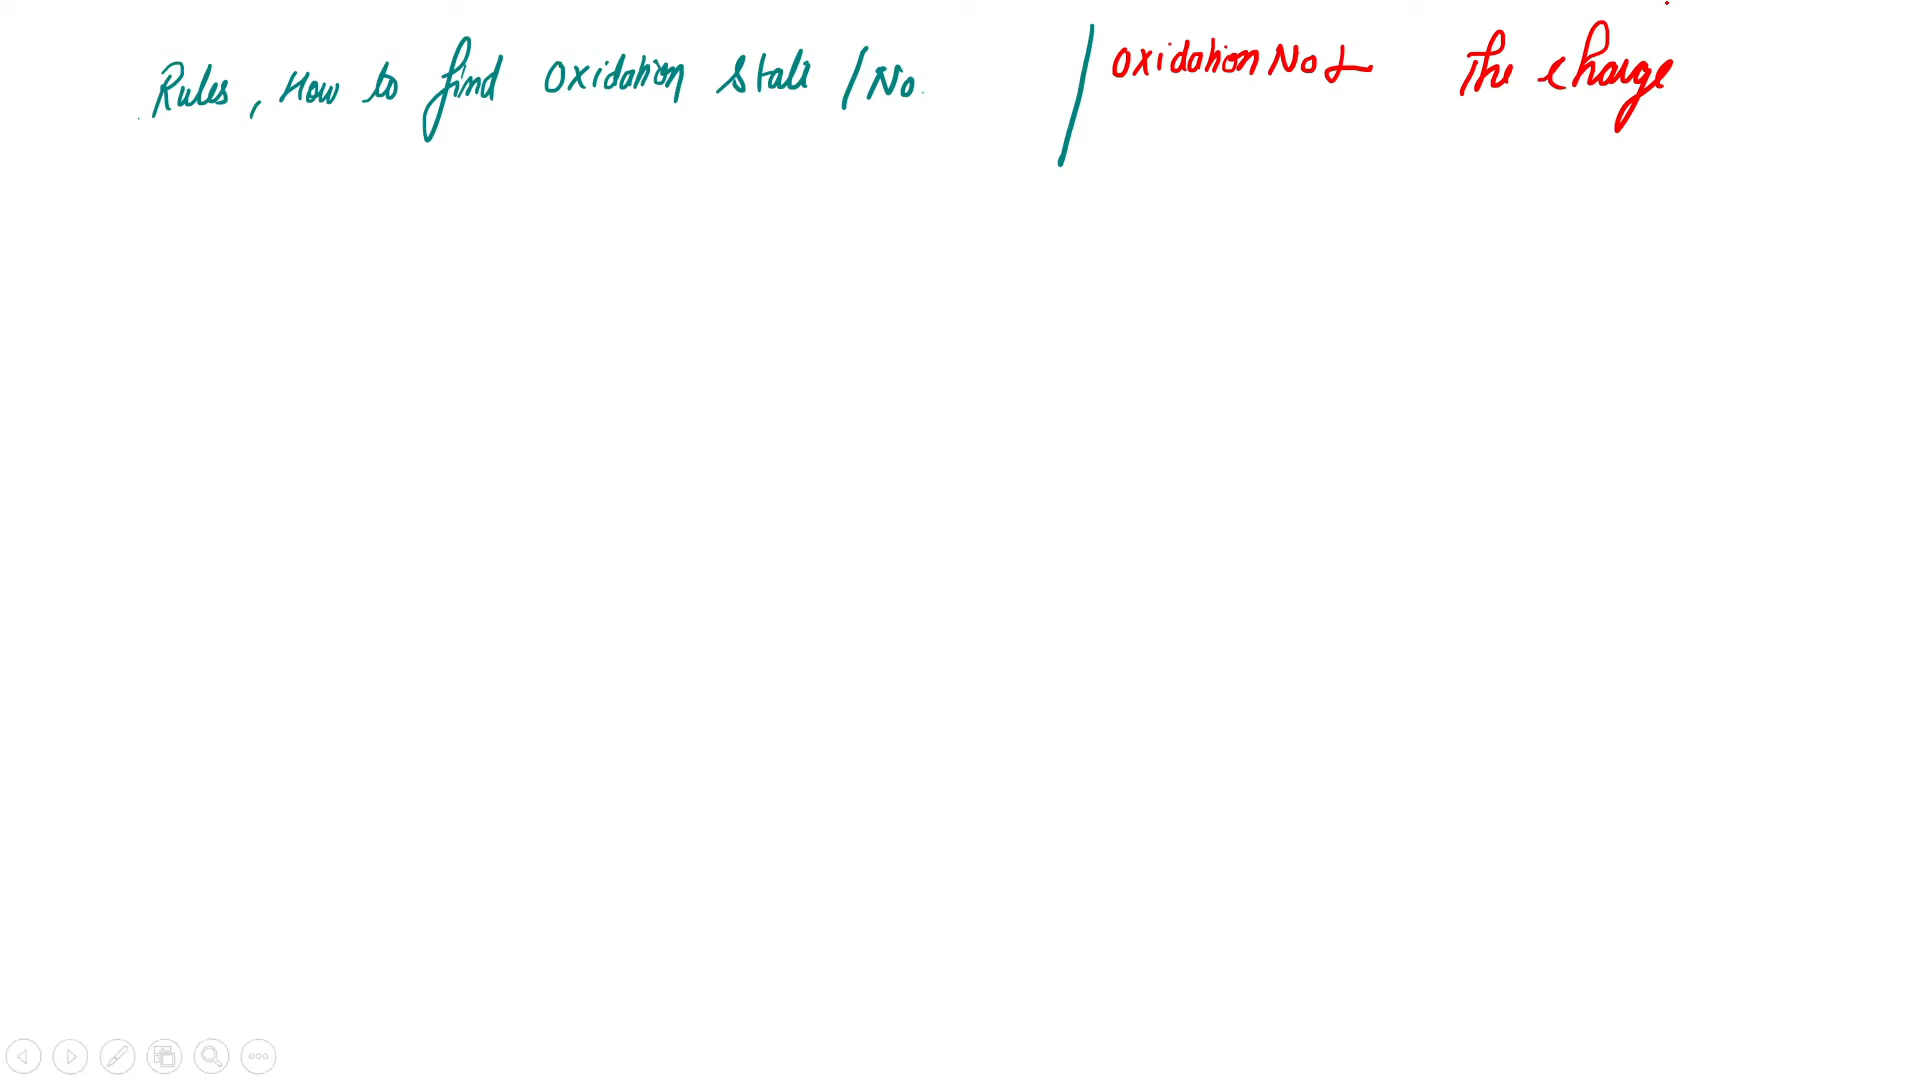 Rules, How to find oxidation state / No.
/ oxidation No The charge